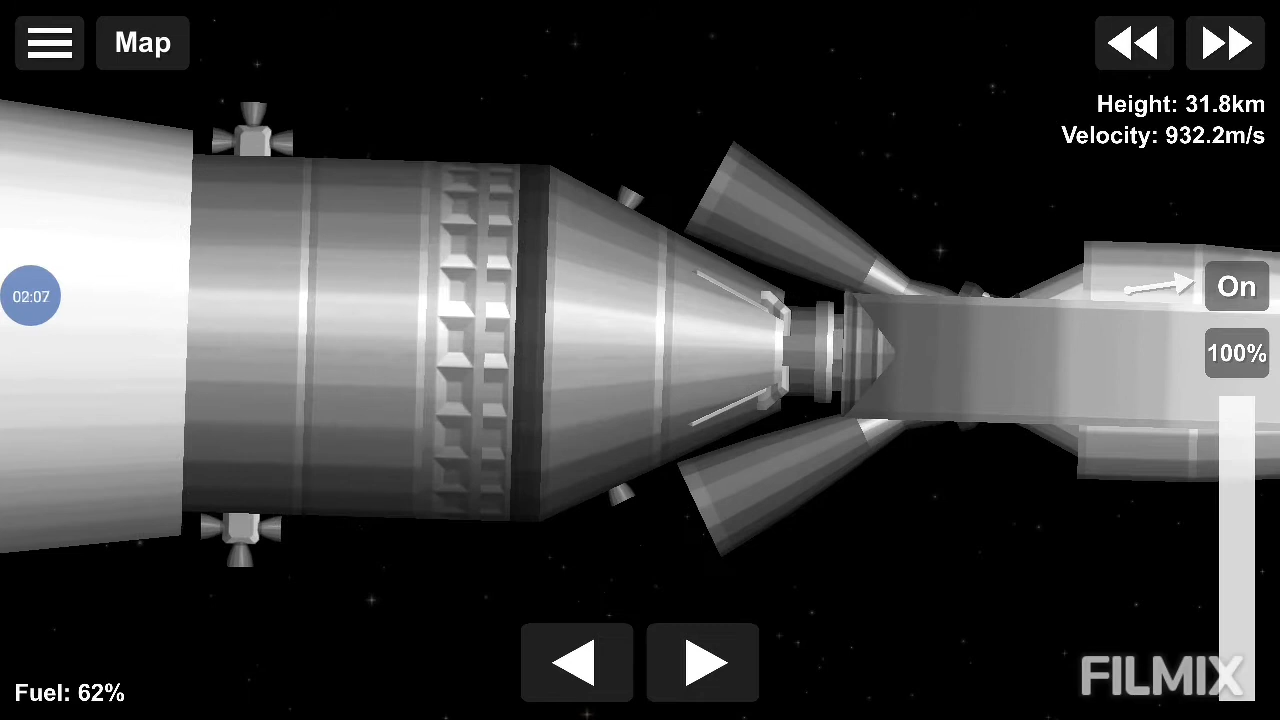 Map
Height: 31.8km
Velocity: 932.2m/s
02:07
On
100%
Fuel: 62%
FILMIX